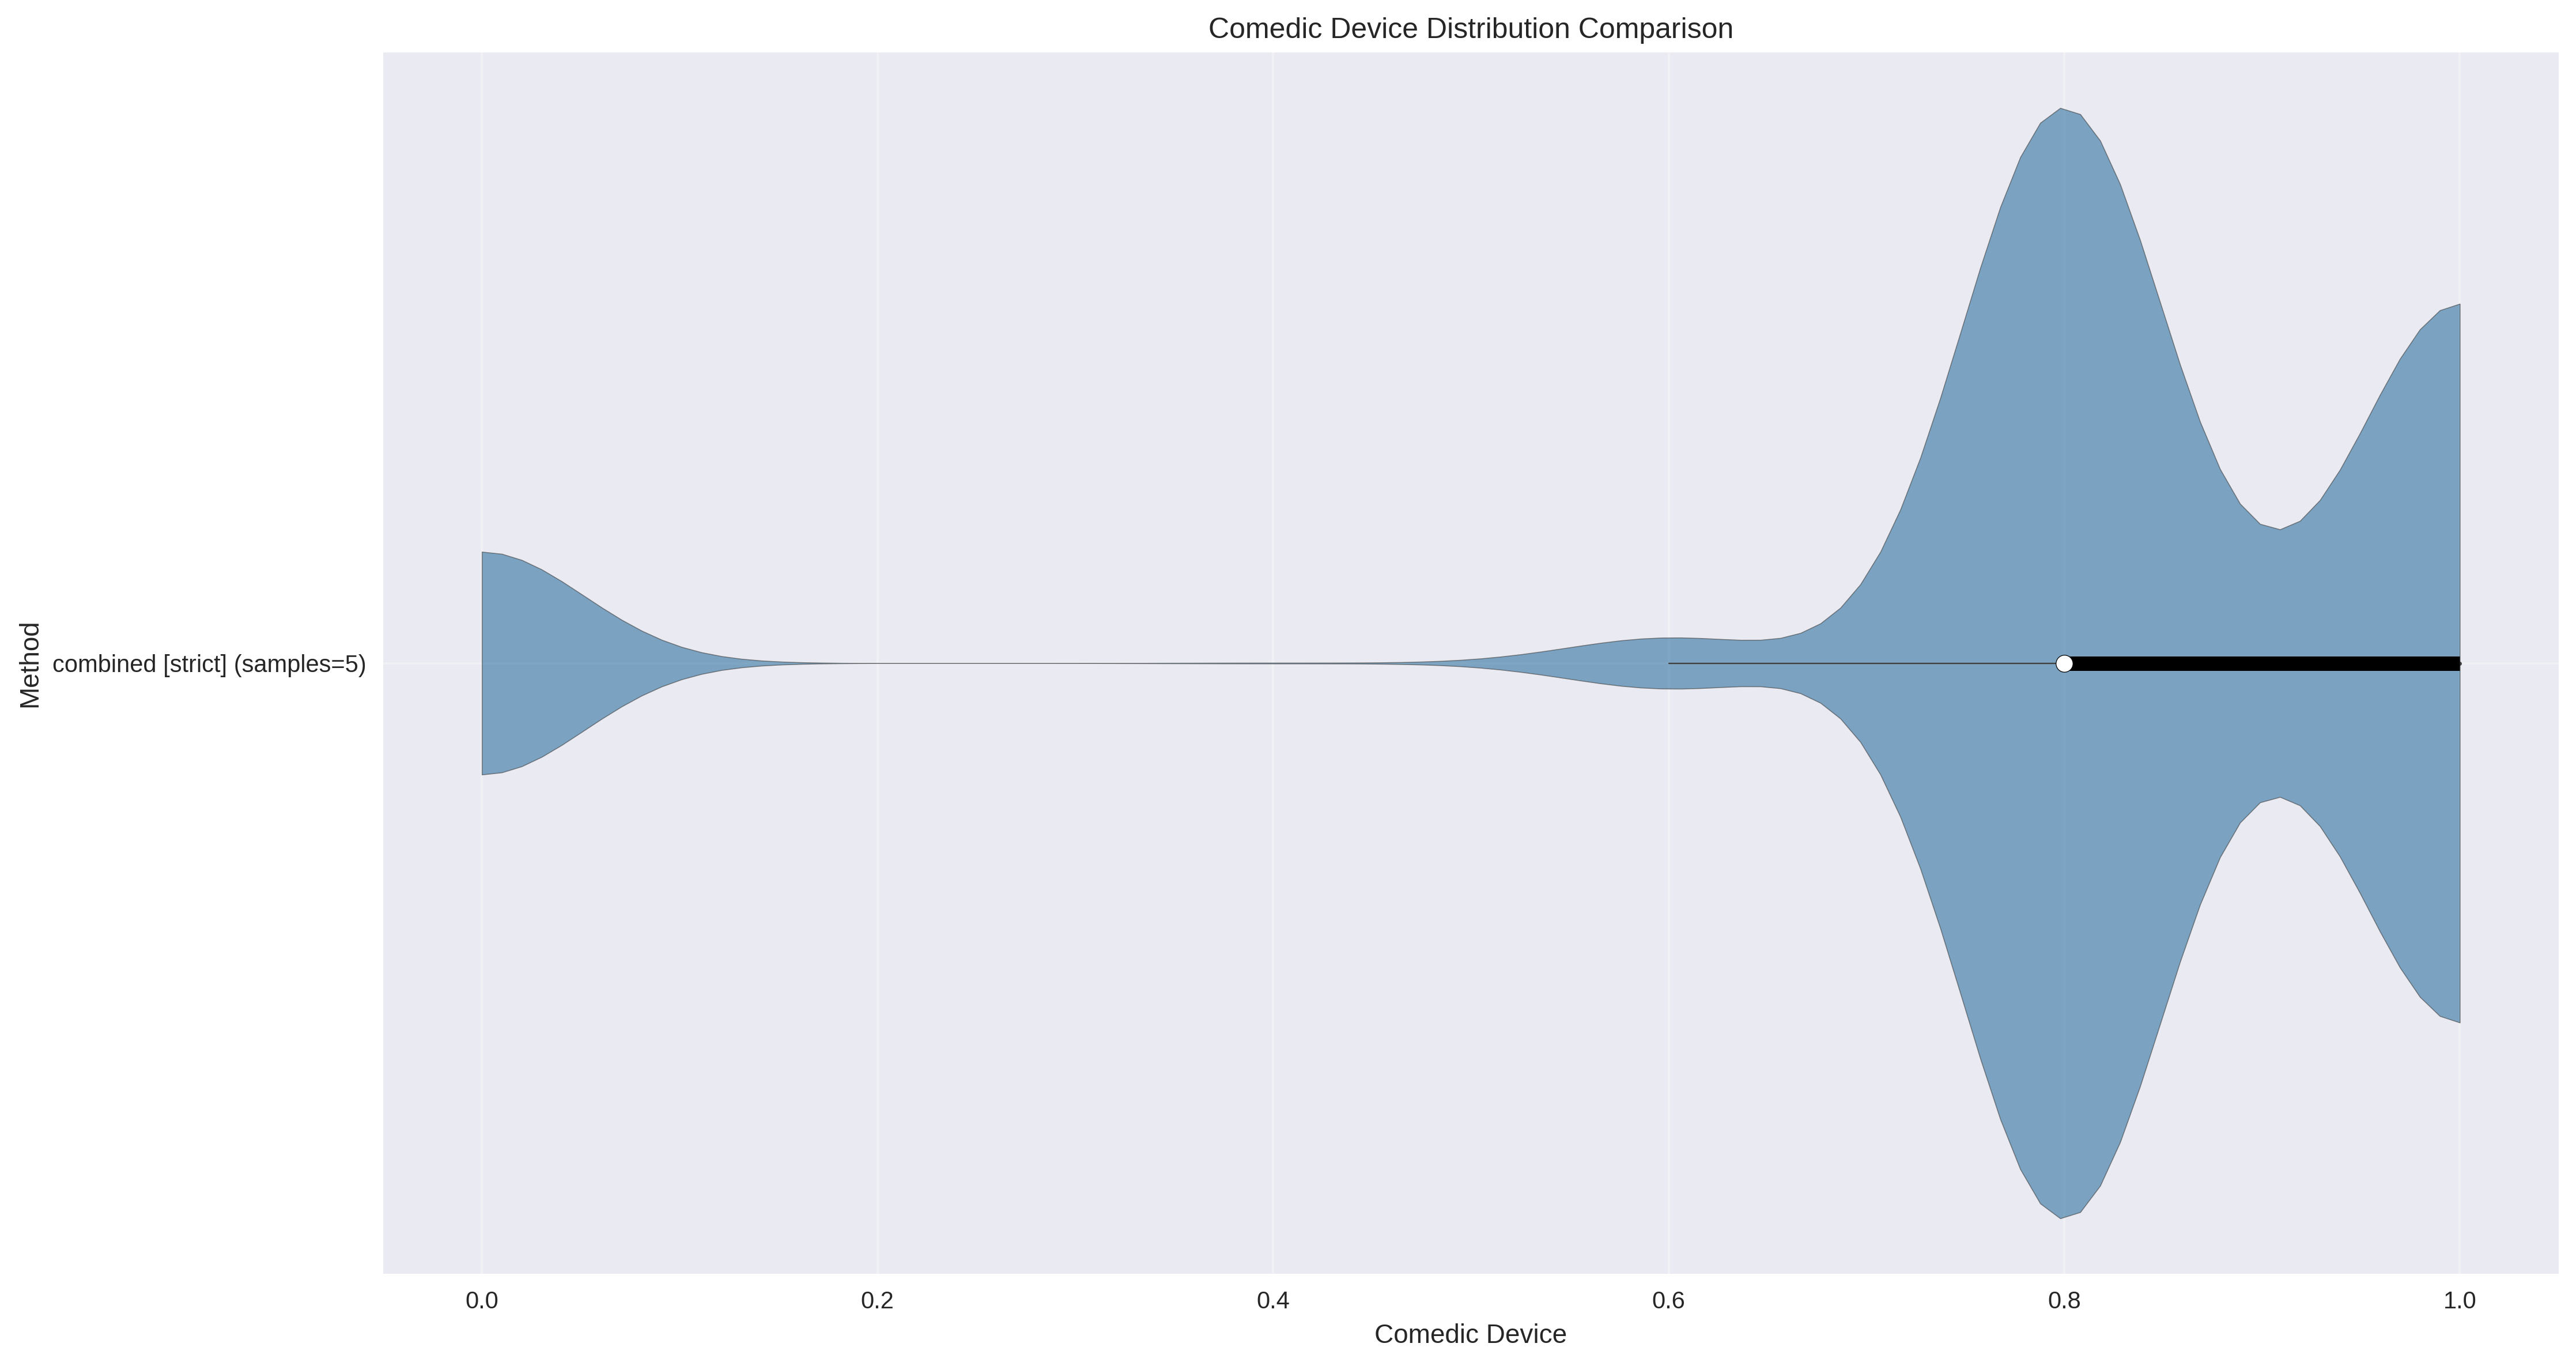 Comedic Device Distribution Comparison
Method
combined [strict] (samples=5)
0.0 0.2 0.4 0.6 0.8 1.0
Comedic Device